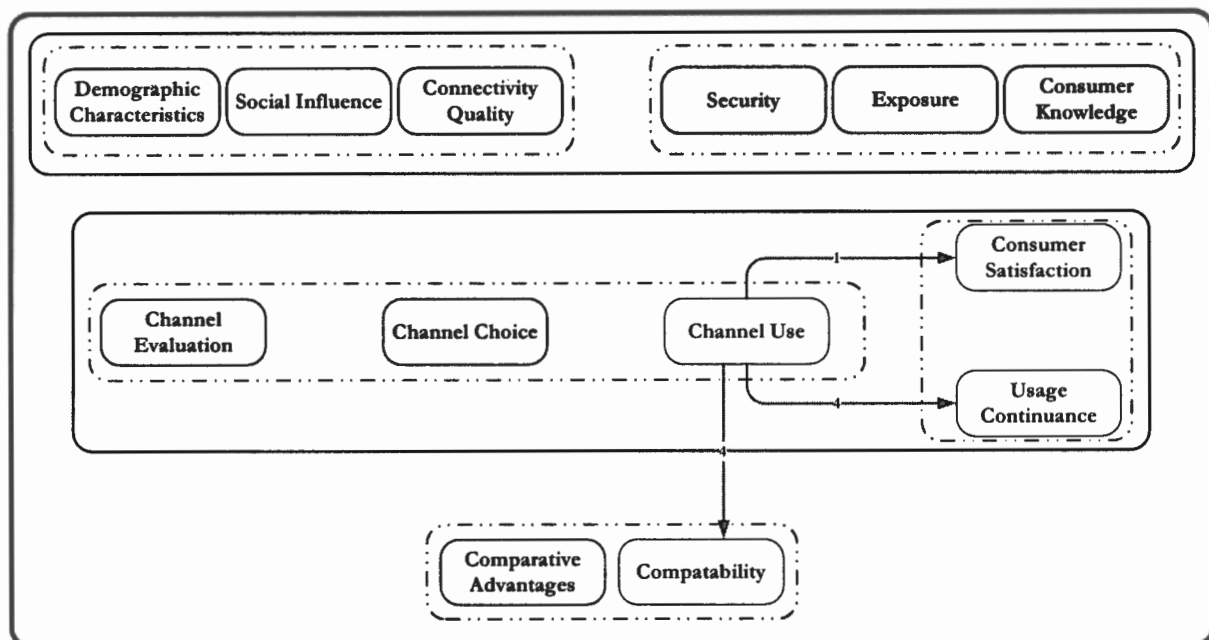 Demographic
Characteristics
Social Influence
Connectivity
Quality
Security
Exposure
Consumer
Knowledge
Channel
Evaluation
Channel Choice
Channel Use
1
Consumer
Satisfaction
4
Usage
Continuance
4
Comparative
Advantages
Compatability